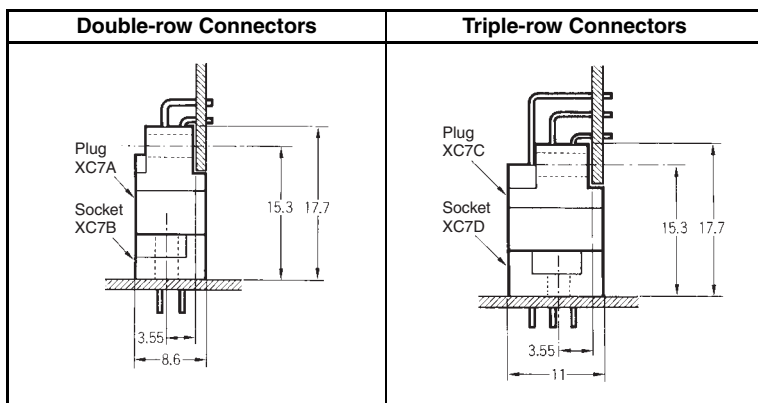 Double-row Connectors
Plug
XC7A
Socket
XC7B
15.3
17.7
3.55
8.6
Triple-row Connectors
Plug
XC7C
Socket
XC7D
15.3
17.7
3.55
11